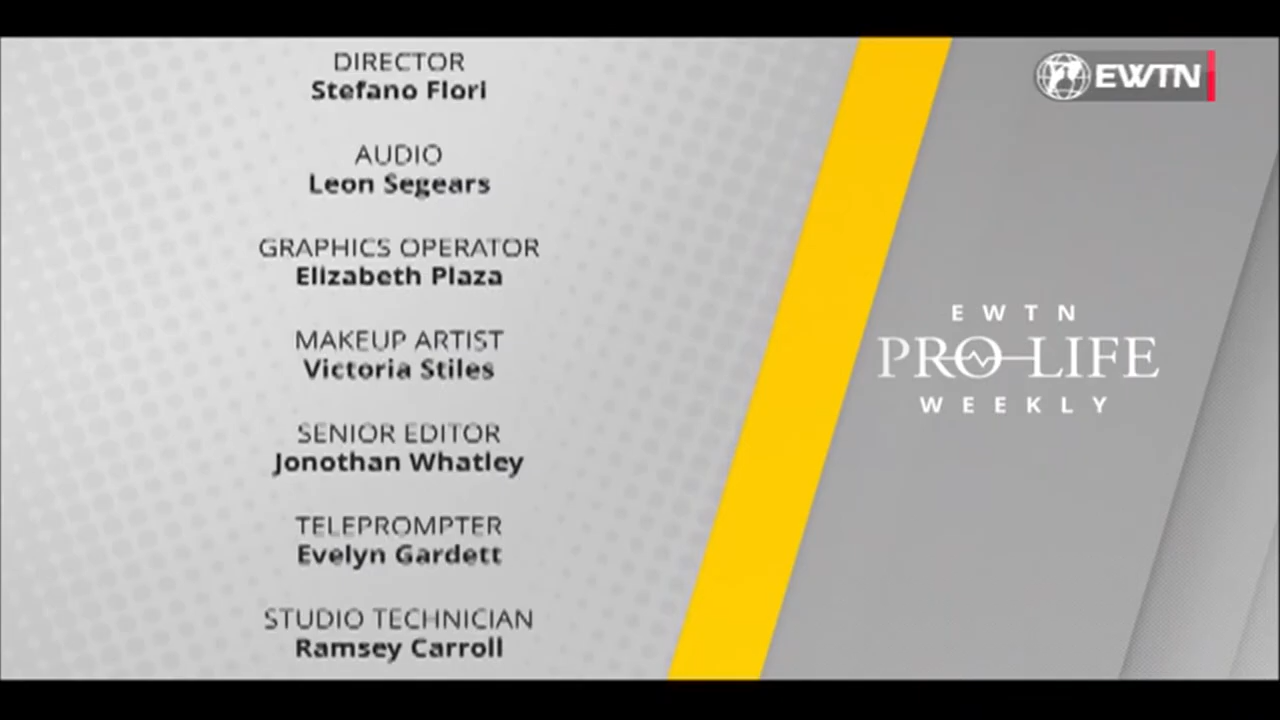 DIRECTOR
Stefano Fiori
AUDIO
Leon Segears
GRAPHICS OPERATOR
Elizabeth Plaza
MAKEUP ARTIST
Victoria Stiles
SENIOR EDITOR
Jonothan Whatley
TELEPROMPTER
Evelyn Gardett
STUDIO TECHNICIAN
Ramsey Carroll
EWTN
EWTN
PRO-LIFE
WEEKLY